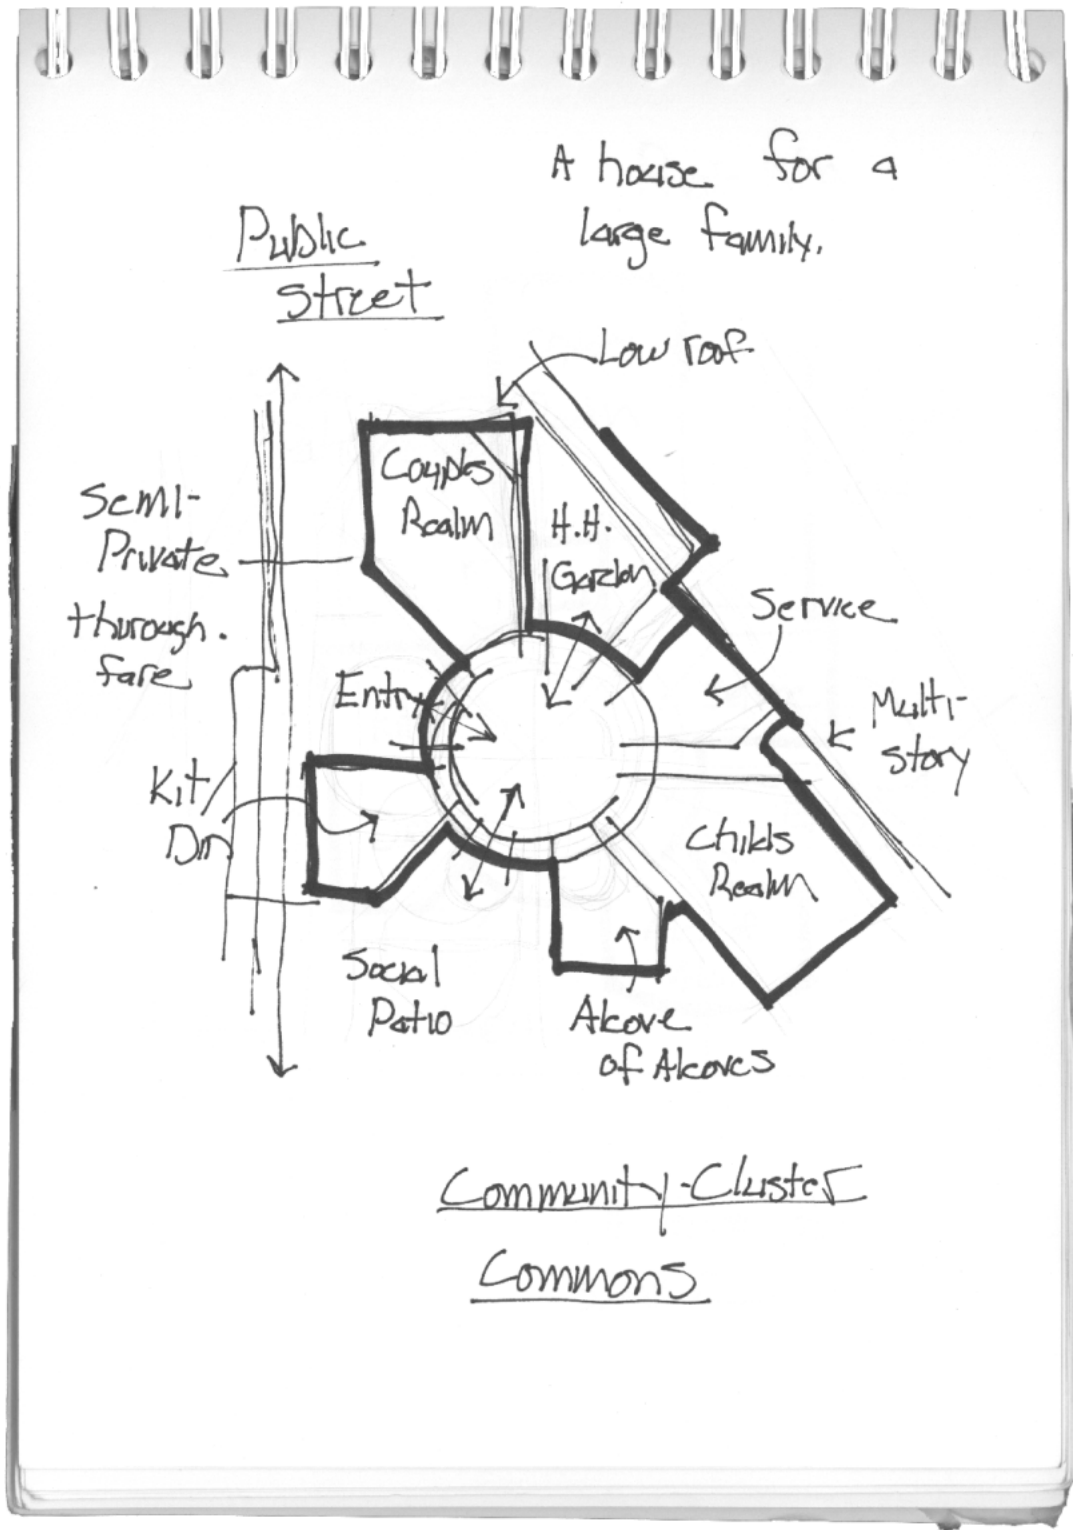 A house for a
large family.
Public
Street
Low roof
Couples
Realm
Semi-
Private
thurough.
fare
H.H.
Garden
Service
Entry
Multi-
story
Kit
Din
Childs
Realm
Social
Patio
Alcove
of Alcoves
Community-Cluster
Commons